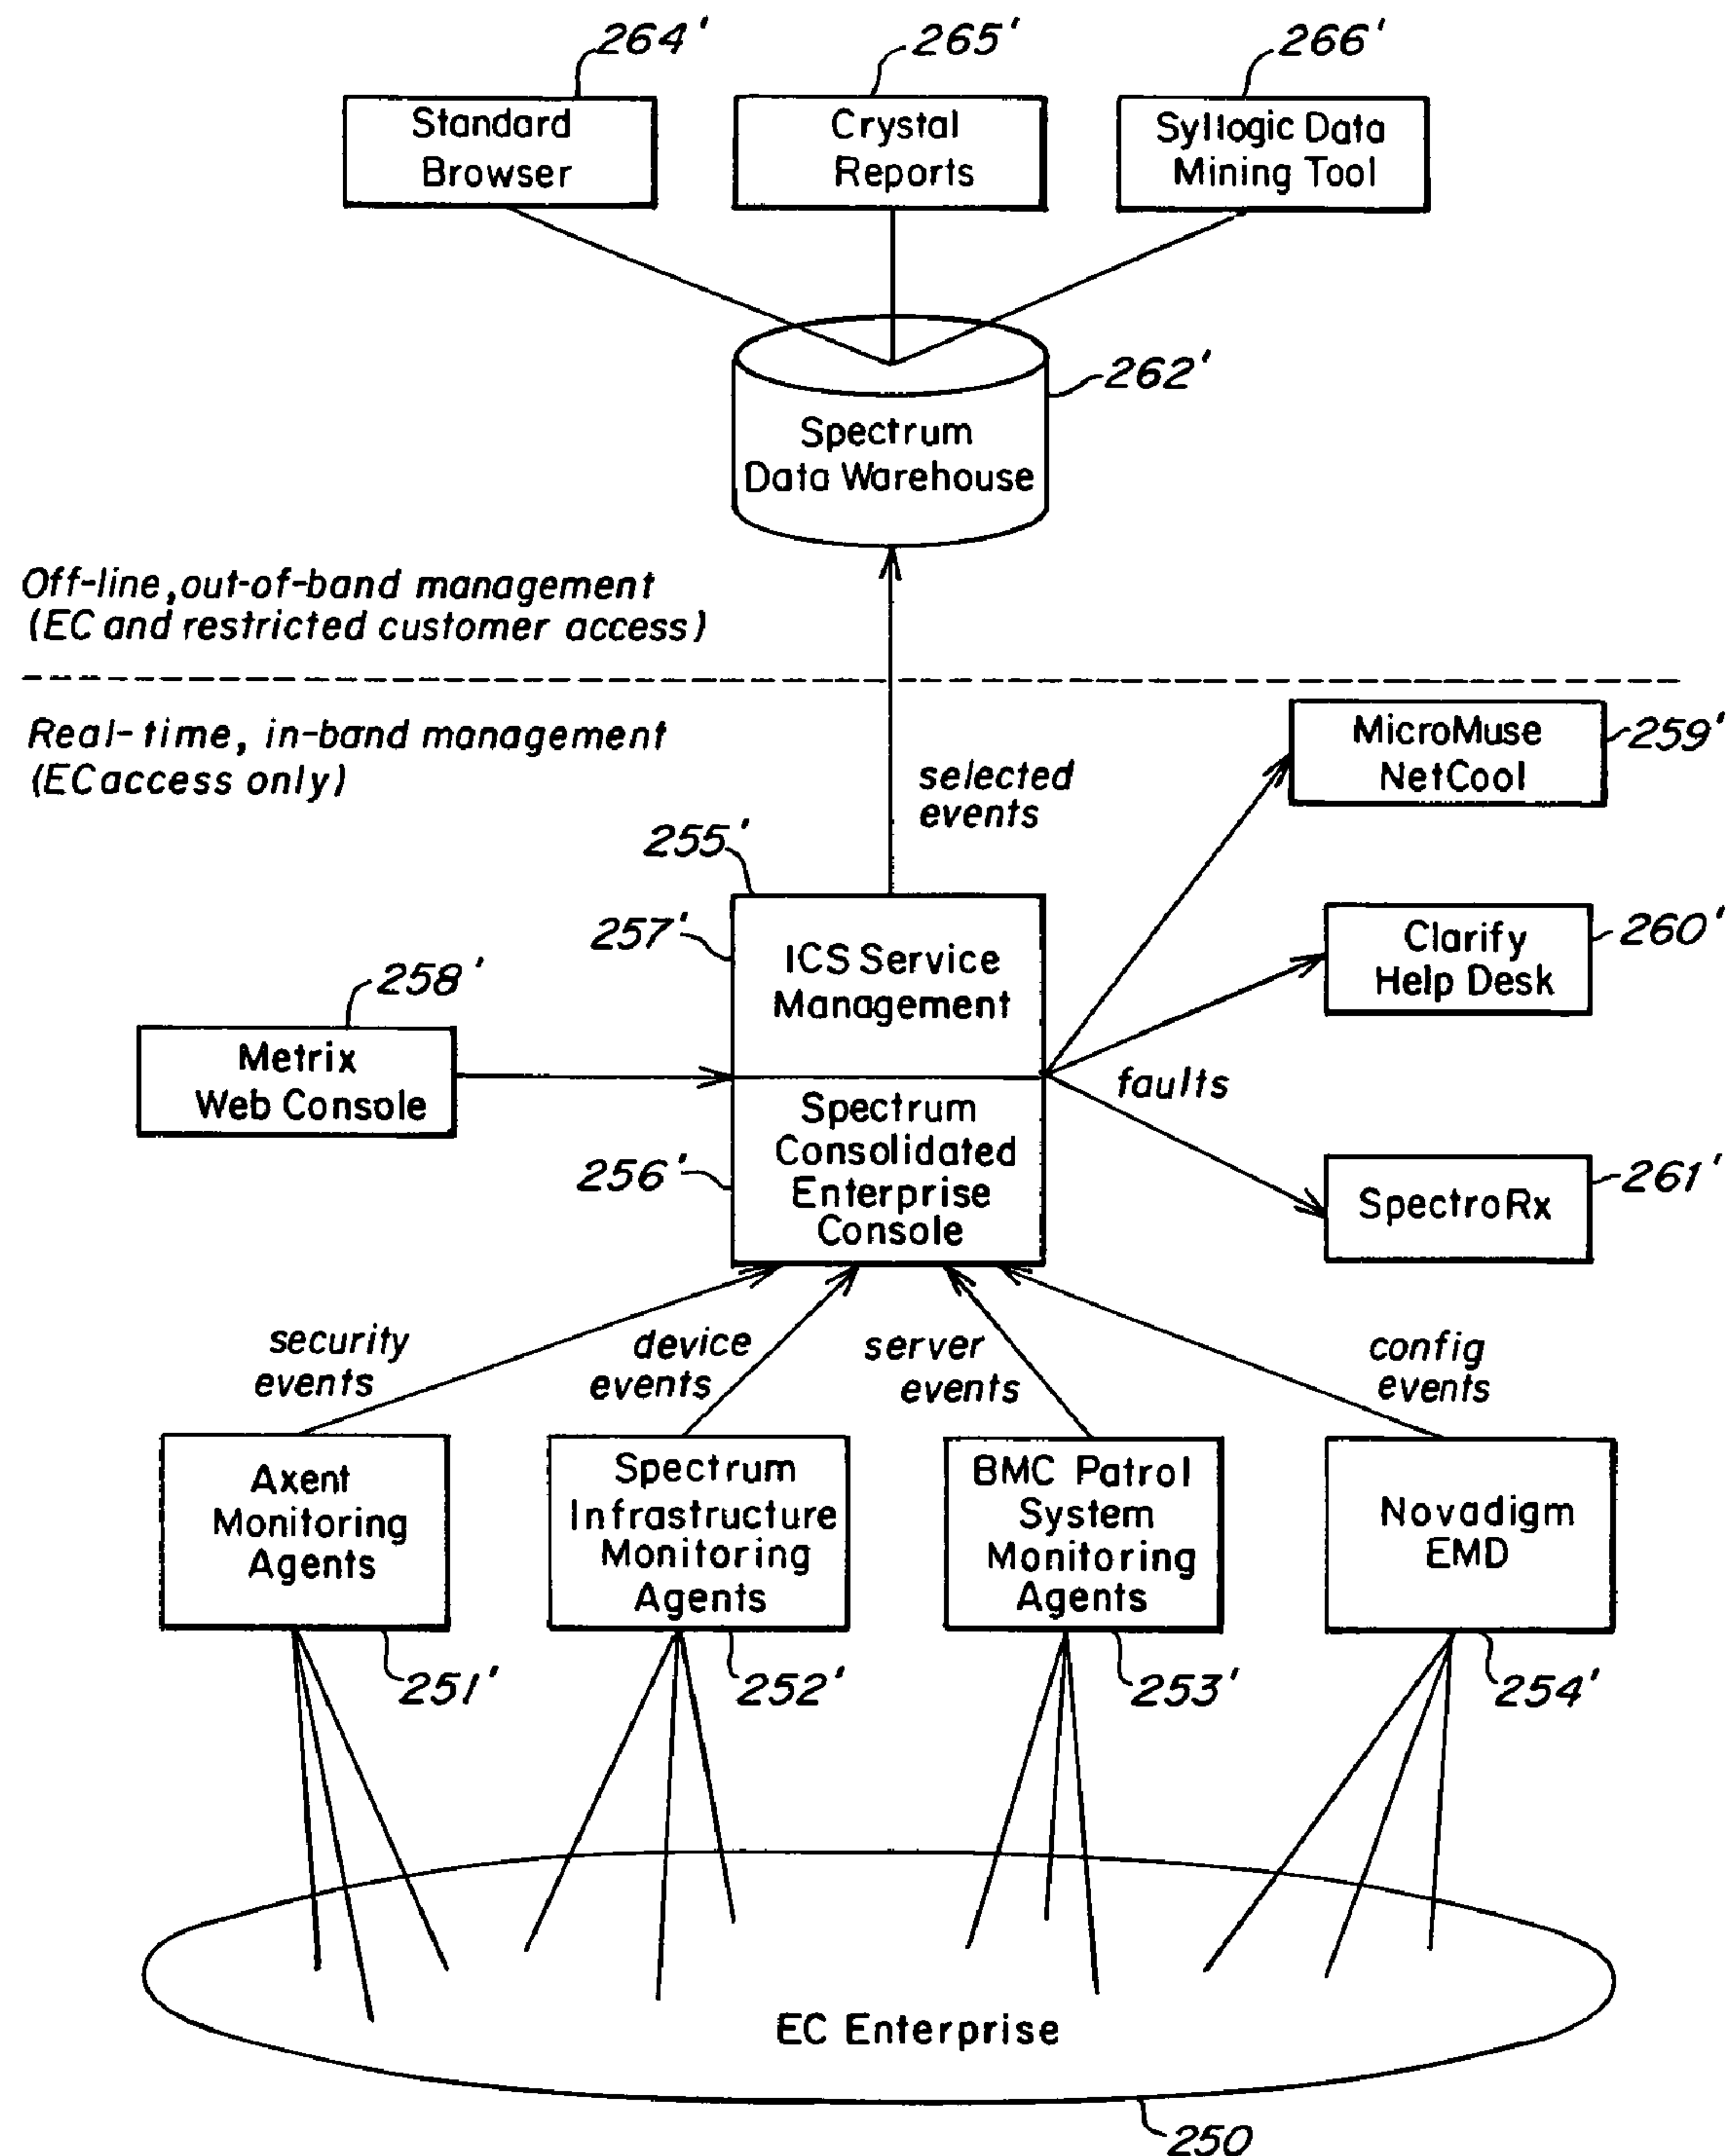 264'
265'
266'
Standard
Browser
Crystal
Reports
Syllogic Data
Mining Tool
262'
Spectrum
Data Warehouse
Off-line, out-of-band management
(EC and restricted customer access)
Real-time, in-band management
(EC access only)
selected
events
MicroMuse
NetCool
259'
255'
257'
ICS Service
Management
Clarify
Help Desk
260'
258'
Metrix
Web Console
faults
256'
Spectrum
Consolidated
Enterprise
Console
SpectroRx
261'
security
events
device
events
server
events
config
events
Axent
Monitoring
Agents
Spectrum
Infrastructure
Monitoring
Agents
BMC Patrol
System
Monitoring
Agents
Novadigm
EMD
251'
252'
253'
254'
EC Enterprise
250